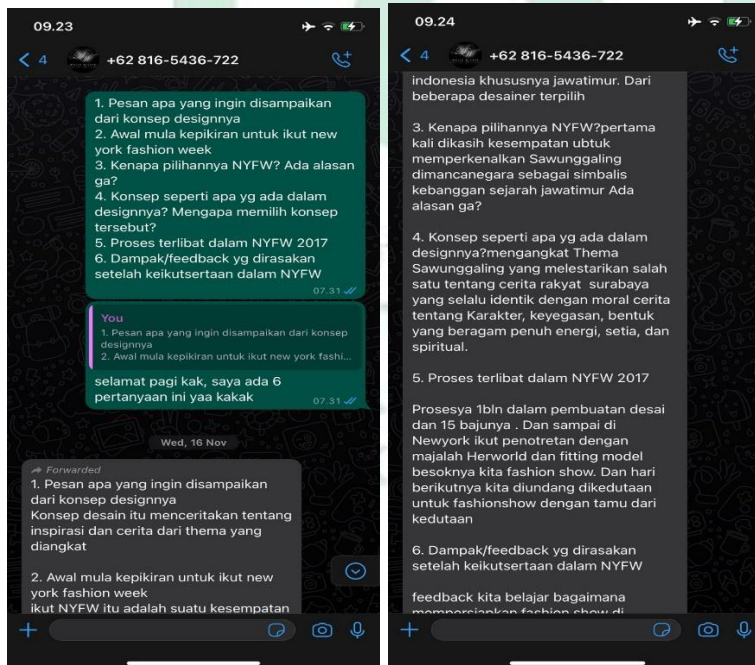 09.23
4
+62 816-5436-722
1. Pesan apa yang ingin disampaikan
dari konsep designnya
2. Awal mula kepikiran untuk ikut new
york fashion week
3. Kenapa pilihannya NYFW? Ada alasan
ga?
4. Konsep seperti apa yg ada dalam
designnya? Mengapa memilih konsep
tersebut?
5. Proses terlibat dalam NYFW 2017
6. Dampak/feedback yg dirasakan
setelah keikutsertaan dalam NYFW
07.31
You
1. Pesan apa yang ingin disampaikan dari konsep
designnya
2. Awal mula kepikiran untuk ikut new york fashi...
selamat pagi kak, saya ada 6
pertanyaan ini yaa kakak
07.31
Wed, 16 Nov
Forwarded
1. Pesan apa yang ingin disampaikan
dari konsep designnya
Konsep desain itu menceritakan tentang
inspirasi dan cerita dari thema yang
diangkat
2. Awal mula kepikiran untuk ikut new
york fashion week
ikut NYFW itu adalah suatu kesempatan
09.24
4
+62 816-5436-722
indonesia khususnya jawatimur. Dari
beberapa desainer terpilih
3. Kenapa pilihannya NYFW?pertama
kali dikasih kesempatan ubtuk
memperkenalkan Sawunggaling
dimancanegara sebagai simbalis
kebanggan sejarah jawatimur Ada
alasan ga?
4. Konsep seperti apa yg ada dalam
designnya?mengangkat Thema
Sawunggaling yang melestarikan salah
satu tentang cerita rakyat surabaya
yang selalu identik dengan moral cerita
tentang Karakter, keyegasan, bentuk
yang beragam penuh energi, setia, dan
spiritual.
5. Proses terlibat dalam NYFW 2017
Prosesya 1bln dalam pembuatan desai
dan 15 bajunya . Dan sampai di
Newyork ikut penotretan dengan
majalah Herworld dan fitting model
besoknya kita fashion show. Dan hari
berikutnya kita diundang dikedutaan
untuk fashionshow dengan tamu dari
kedutaan
6. Dampak/feedback yg dirasakan
setelah keikutsertaan dalam NYFW
feedback kita belajar bagaimana
mempersiapkan fashion show di